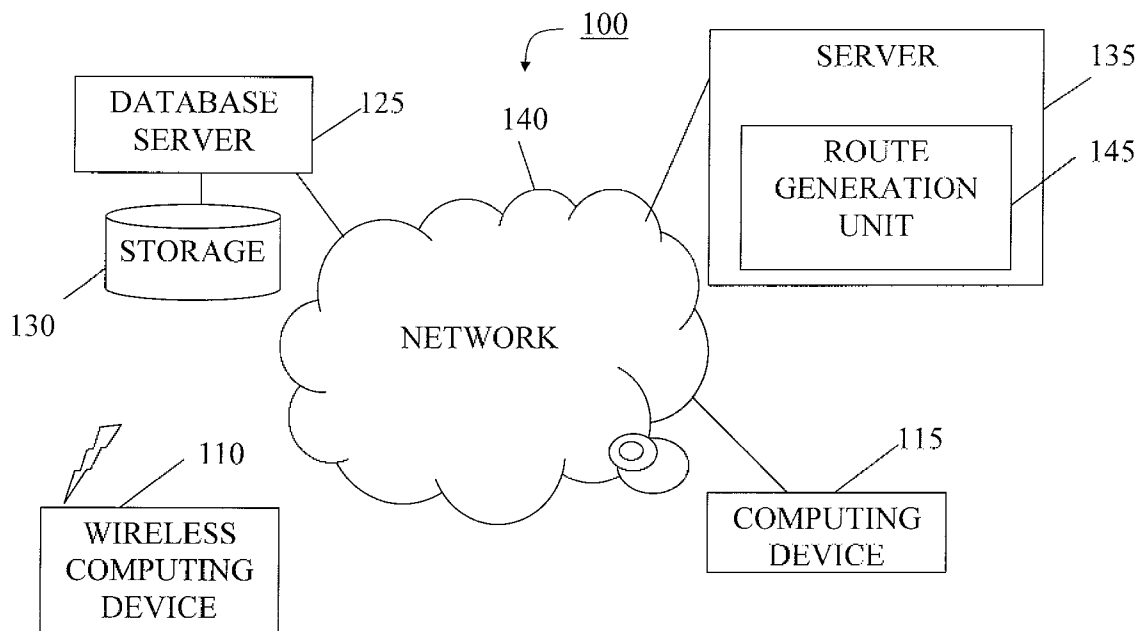 100
DATABASE
SERVER
125
140
SERVER
135
ROUTE
GENERATION
UNIT
145
STORAGE
130
NETWORK
110
115
WIRELESS
COMPUTING
DEVICE
COMPUTING
DEVICE